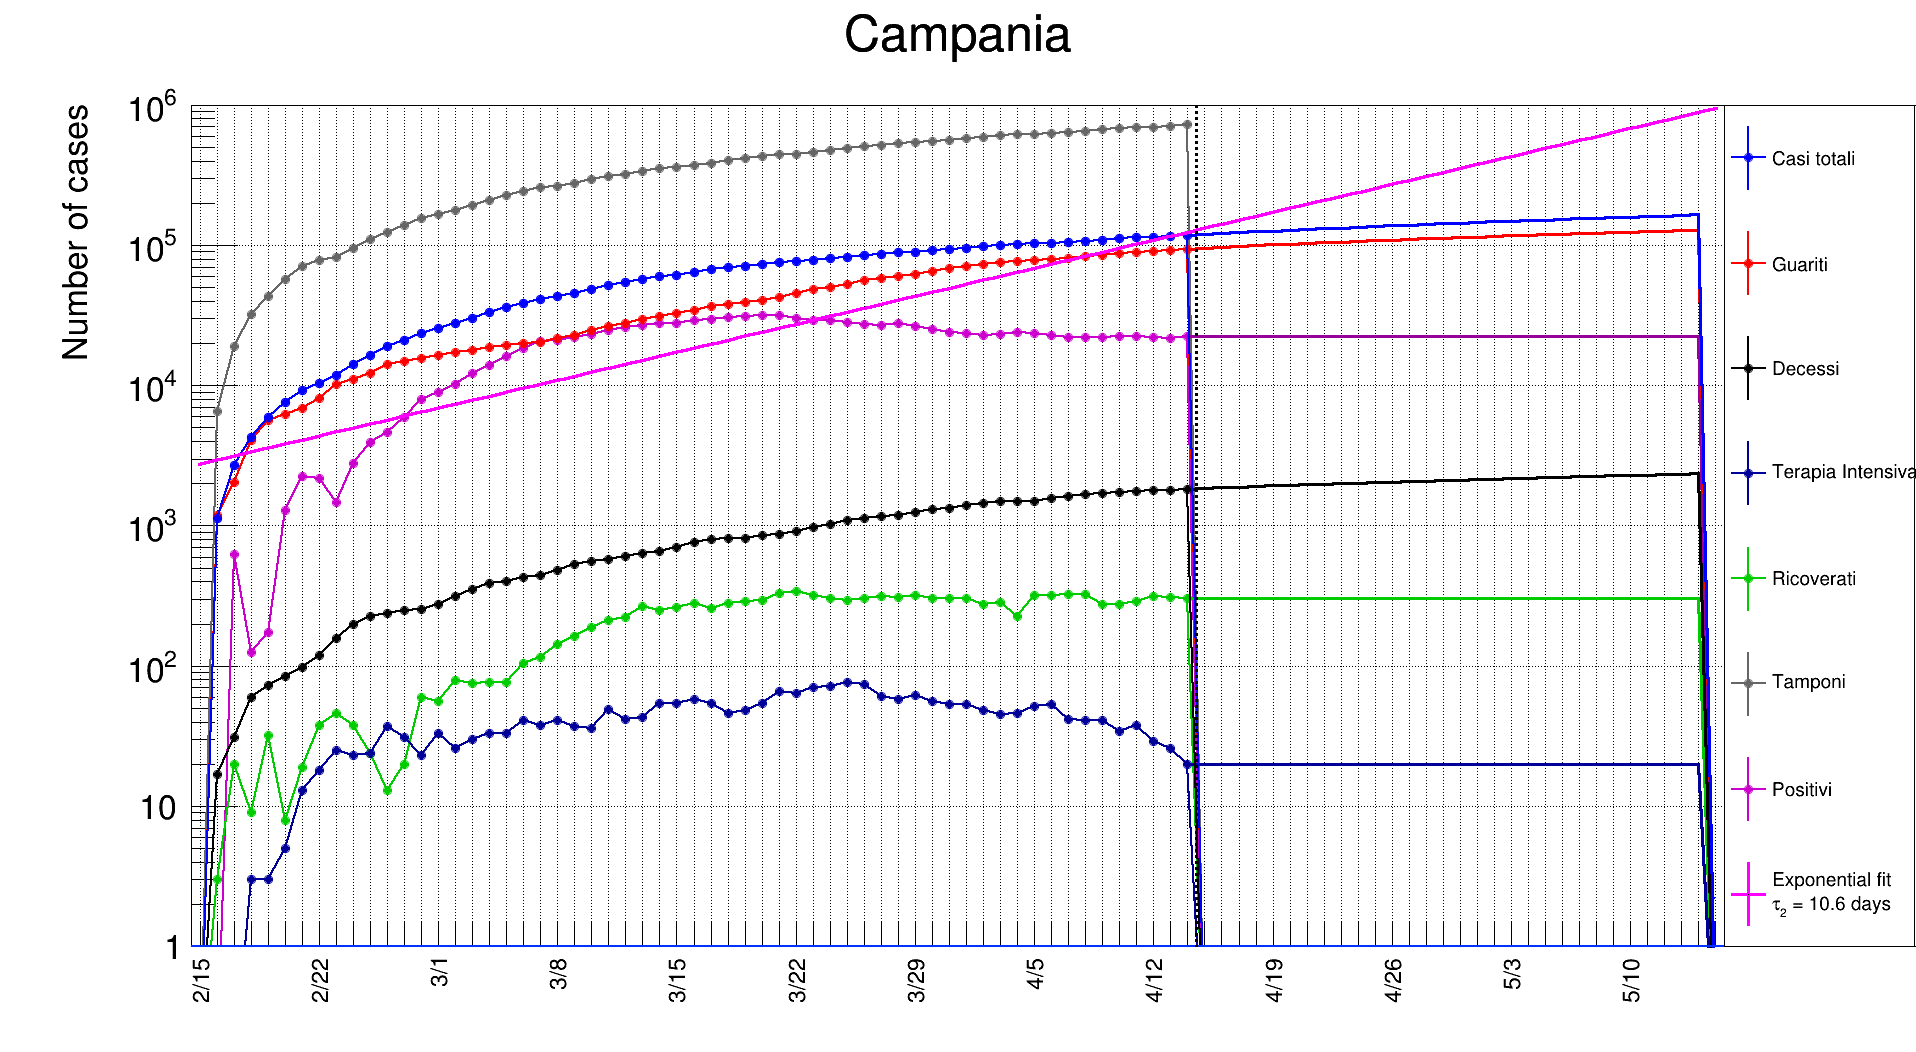 Campania
Number of cases
10^6
10^5
10^4
10^3
10^2
10
1
2/15
2/22
3/1
3/8
3/15
3/22
3/29
4/5
4/12
4/19
4/26
5/3
5/10
Casi totali
Guariti
Decessi
Terapia Intensiva
Ricoverati
Tamponi
Positivi
Exponential fit
τ₂ = 10.6 days